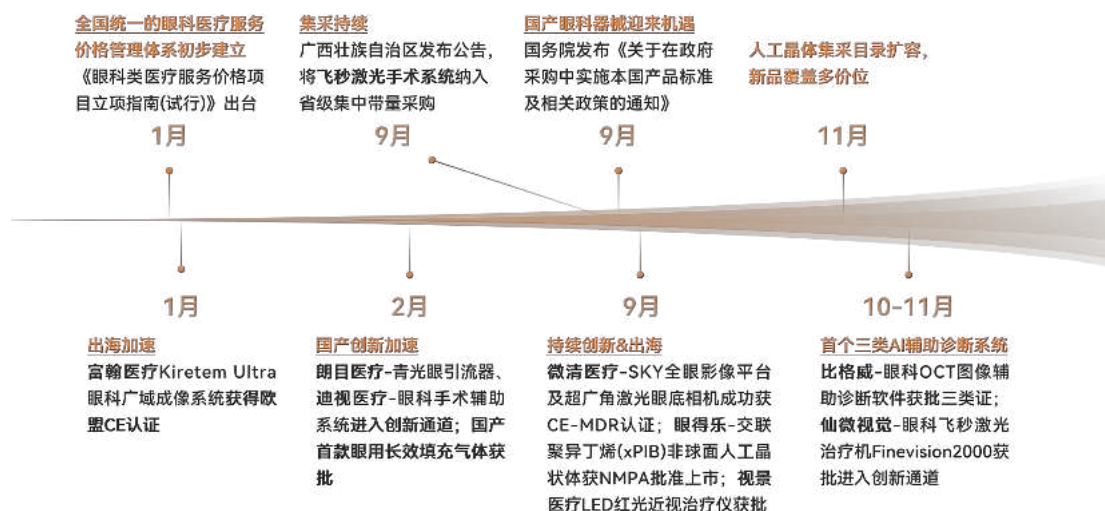 全国统一的眼科医疗服务
价格管理体系初步建立
《眼科类医疗服务价格项
目立项指南(试行)》出台
1月
集采持续
广西壮族自治区发布公告，
将飞秒激光手术系统纳入
省级集中带量采购
9月
国产眼科器械迎来机遇
国务院发布《关于在政府
采购中实施本国产品标准
及相关政策的通知》
9月
人工晶体集采目录扩容，
新品覆盖多价位
11月
1月
出海加速
富翰医疗Kiretem Ultra
眼科广域成像系统获得欧
盟CE认证
2月
国产创新加速
朗目医疗-青光眼引流器、
迪视医疗-眼科手术辅助
系统进入创新通道；国产
首款眼用长效填充气体获
批
9月
持续创新&出海
微清医疗-SKY全眼影像平台
及超广角激光眼底相机成功获
CE-MDR认证；眼得乐-交联
聚异丁烯(xPIB)非球面人工晶
状体获NMPA批准上市；视景
医疗LED红光近视治疗仪获批
10-11月
首个三类AI辅助诊断系统
比格威-眼科OCT图像辅
助诊断软件获批三类证；
仙微视觉-眼科飞秒激光
治疗机Finevision2000获
批进入创新通道